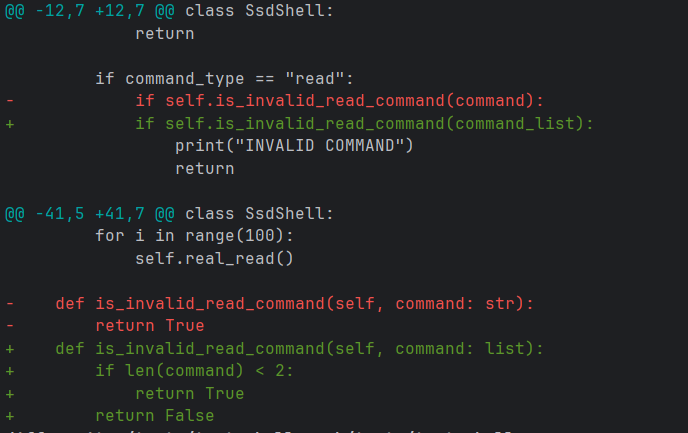 @@ -12,7 +12,7 @@ class SsdShell:
return
if command_type == "read":
- if self.is_invalid_read_command(command):
+ if self.is_invalid_read_command(command_list):
print("INVALID COMMAND")
return
@@ -41,5 +41,7 @@ class SsdShell:
for i in range(100):
self.real_read()
- def is_invalid_read_command(self, command: str):
- return True
+ def is_invalid_read_command(self, command: list):
+ if len(command) < 2:
+ return True
+ return False